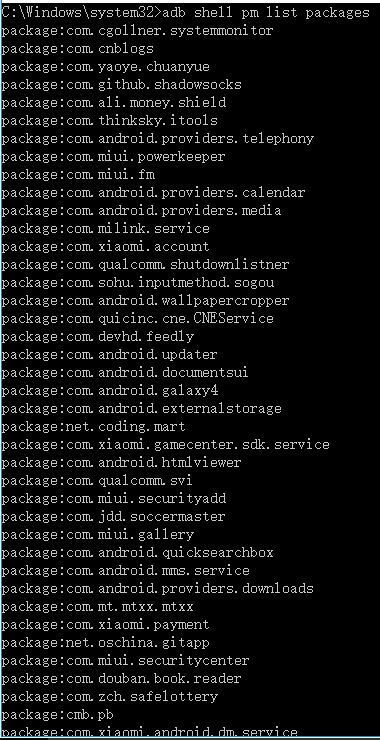 C:\Windows\system32>adb shell pm list packages
package:com.cgollner.systemmonitor
package:com.cnblogs
package:com.yaoye.chuanyue
package:com.github.shadowsocks
package:com.ali.money.shield
package:com.thinksky.itools
package:com.android.providers.telephony
package:com.miui.powerkeeper
package:com.miui.fm
package:com.android.providers.calendar
package:com.android.providers.media
package:com.milink.service
package:com.xiaomi.account
package:com.qualcomm.shutdownlistner
package:com.sohu.inputmethod.sogou
package:com.android.wallpapercropper
package:com.quicinc.cne.CNEService
package:com.devhd.feedly
package:com.android.updater
package:com.android.documentsui
package:com.android.galaxy4
package:com.android.externalstorage
package:net.coding.mart
package:com.xiaomi.gamecenter.sdk.service
package:com.android.htmlviewer
package:com.qualcomm.svi
package:com.miui.securityadd
package:com.jdd.soccermaster
package:com.miui.gallery
package:com.android.quicksearchbox
package:com.android.mms.service
package:com.android.providers.downloads
package:com.mt.mtxx.mtxx
package:com.xiaomi.payment
package:net.oschina.gitapp
package:com.miui.securitycenter
package:com.douban.book.reader
package:com.zch.safelottery
package:cmb.pb
package:com.xiaomi.android.dm.service